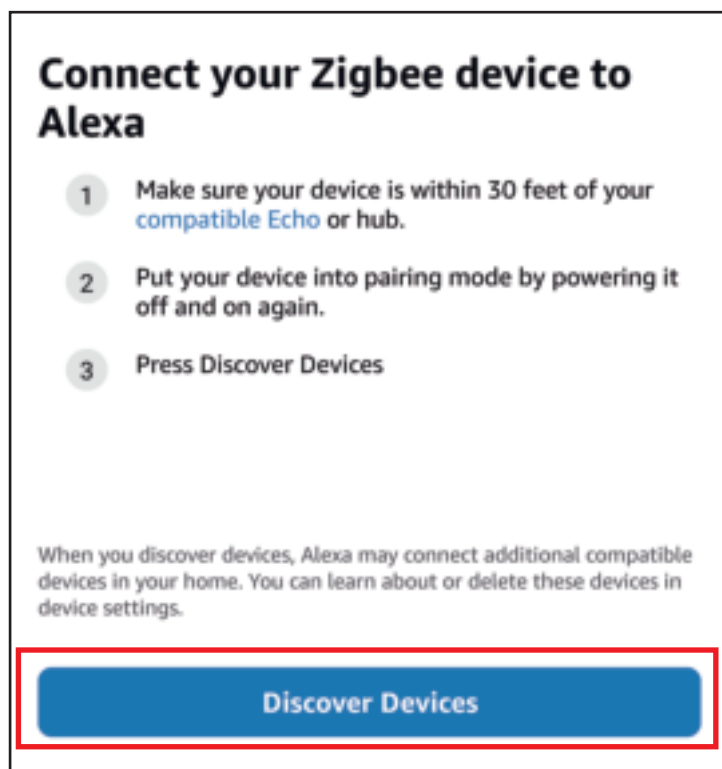 Connect your Zigbee device to
Alexa
1 Make sure your device is within 30 feet of your
compatible Echo or hub.
2 Put your device into pairing mode by powering it
off and on again.
3 Press Discover Devices
When you discover devices, Alexa may connect additional compatible
devices in your home. You can learn about or delete these devices in
device settings.
Discover Devices